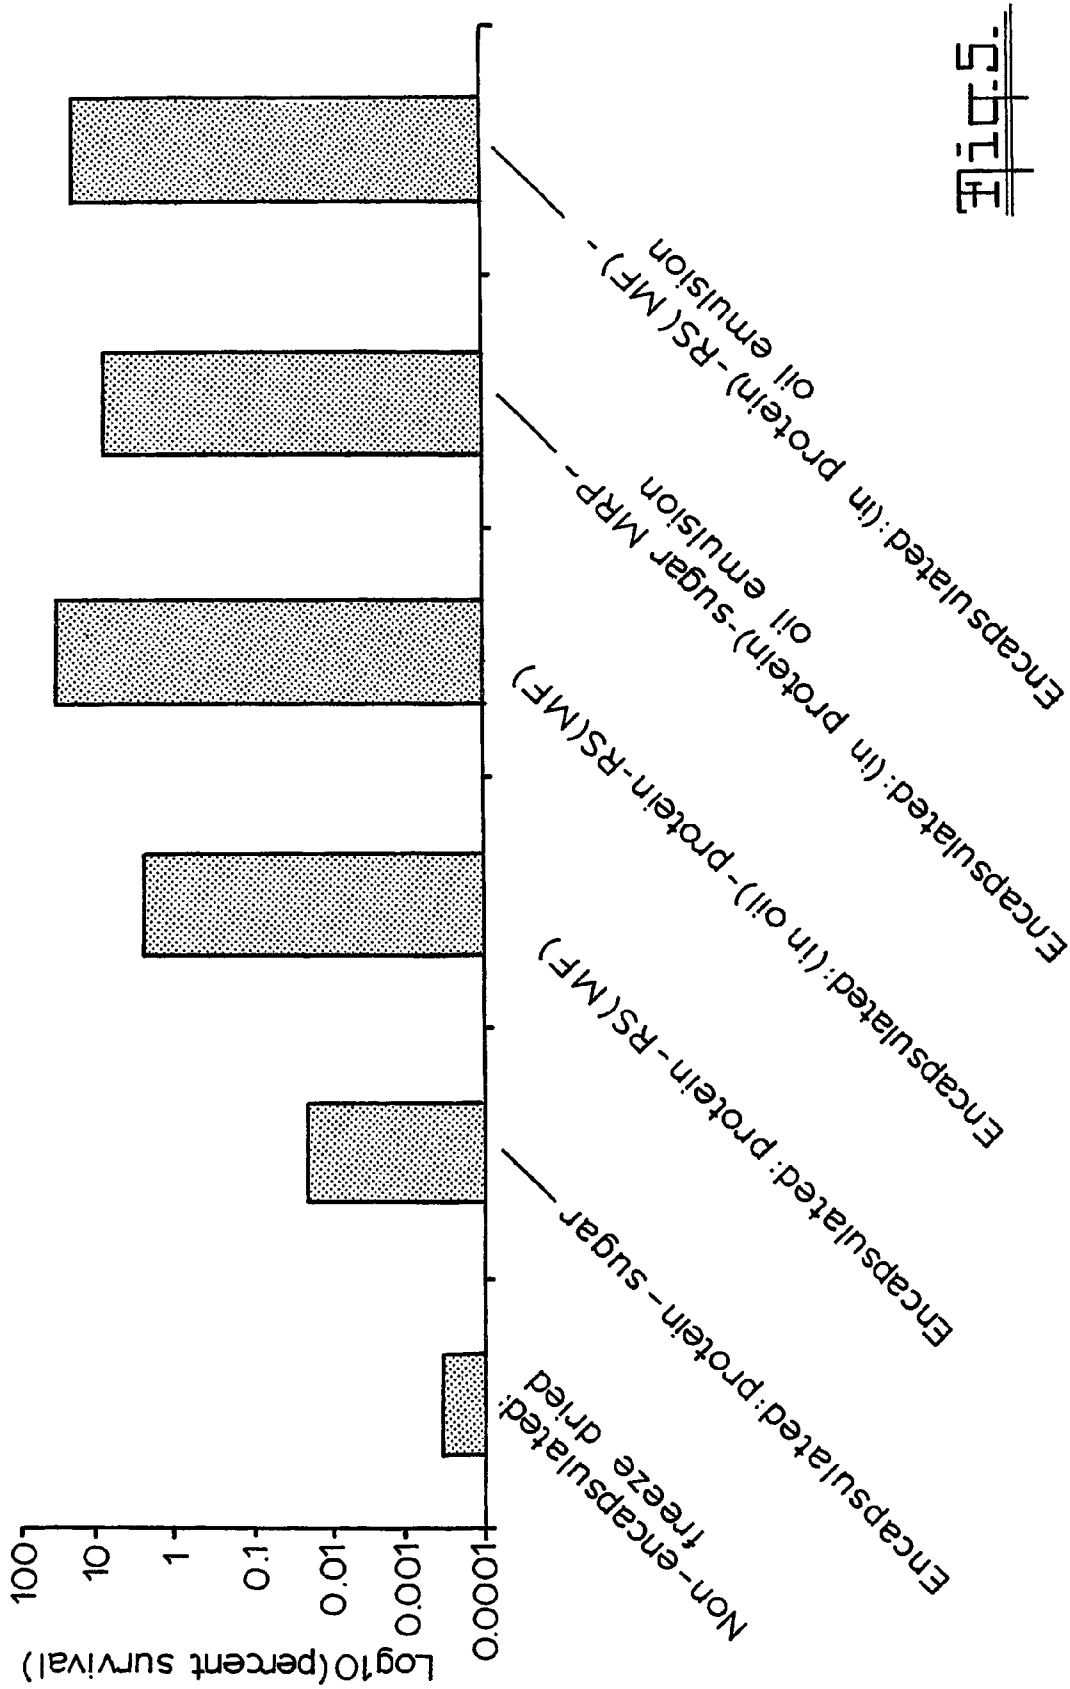 Log10(percent survival)
100
10
1
0.1
0.01
0.001
0.0001
Non-encapsulated:
freeze dried
Encapsulated:protein-sugar
Encapsulated: protein-RS(MF)
Encapsulated:(in oil)-protein-RS(MF)
Encapsulated:(in protein)-sugar MRP-
oil emulsion
Encapsulated:(in protein)-RS(MF)-
oil emulsion
Fig.5.